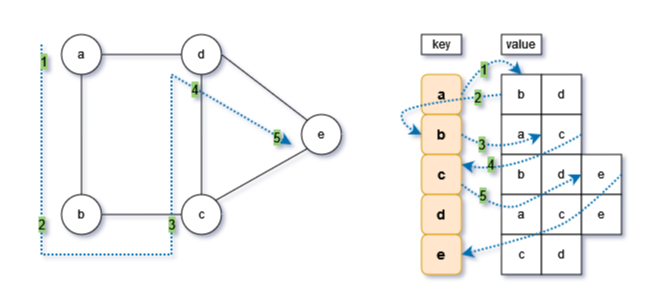 key value
1 a d
4
1
2
a b d
5 e
b 3 a c
4
c b d e
5
2 b 3 c
d a c e
e c d